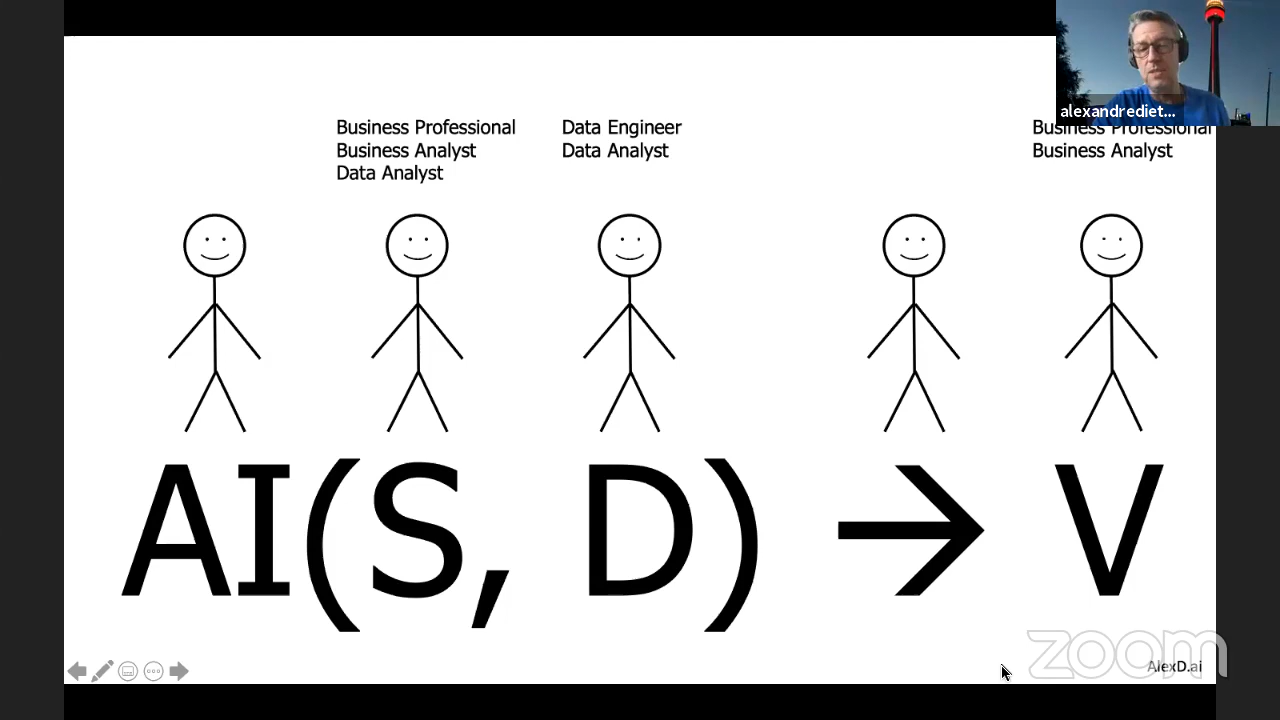 alexandrediet...
Business Professional
Business Analyst
Data Analyst
Data Engineer
Data Analyst
Business Professional
Business Analyst
AI(S, D) → V
zoom
AlexD.ai